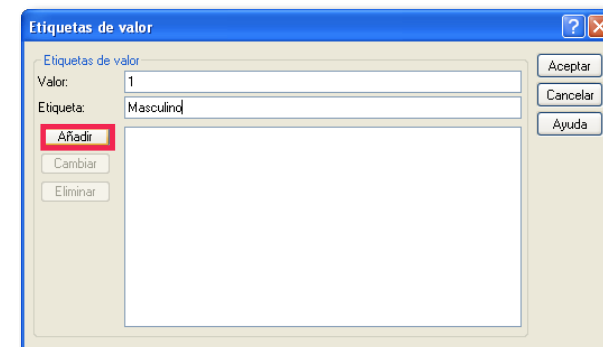 Etiquetas de valor
?
Etiquetas de valor
Valor: 1
Etiqueta: Masculino
Añadir
Cambiar
Eliminar
Aceptar
Cancelar
Ayuda